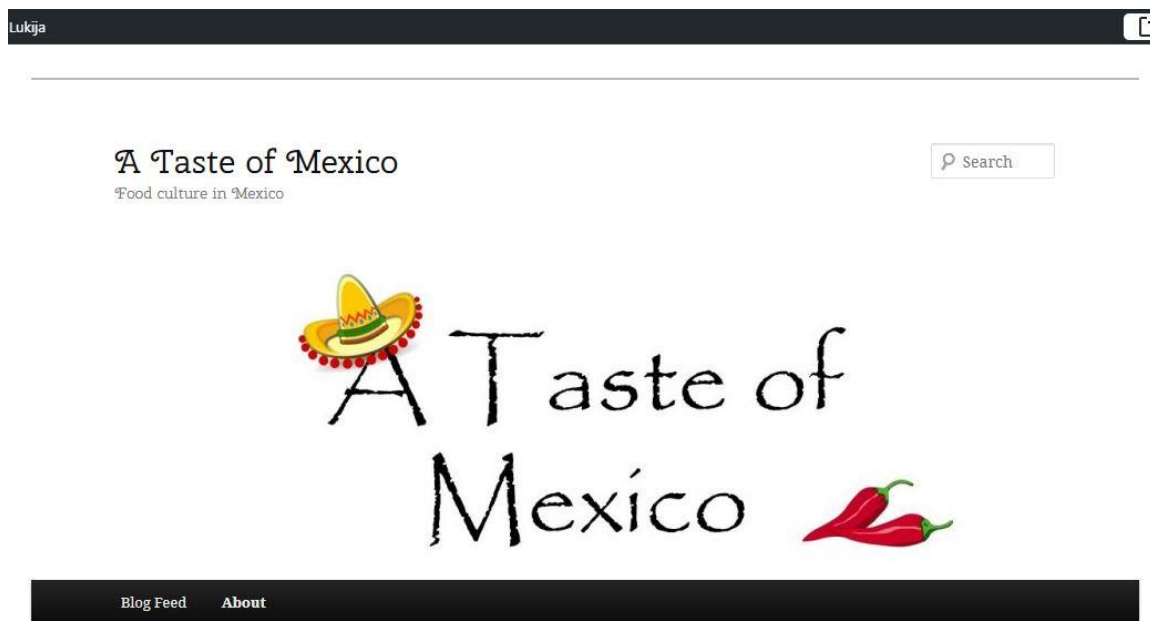 Lukija
A Taste of Mexico
Search
Food culture in Mexico
A Taste of
Mexico
Blog Feed About